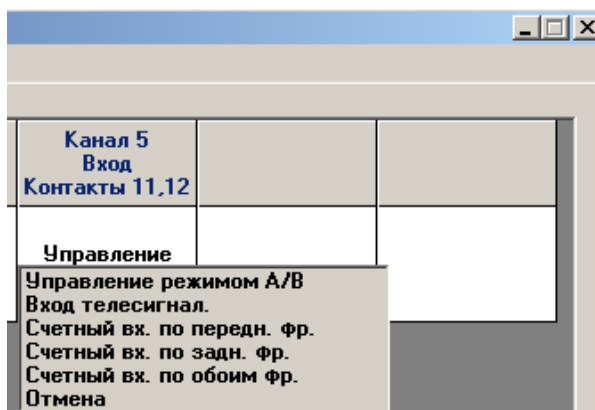 Канал 5
Вход
Контакты 11,12
Управление
Управление режимом А/В
Вход телесигнал.
Счетный вх. по передн. фр.
Счетный вх. по задн. фр.
Счетный вх. по обоим фр.
Отмена